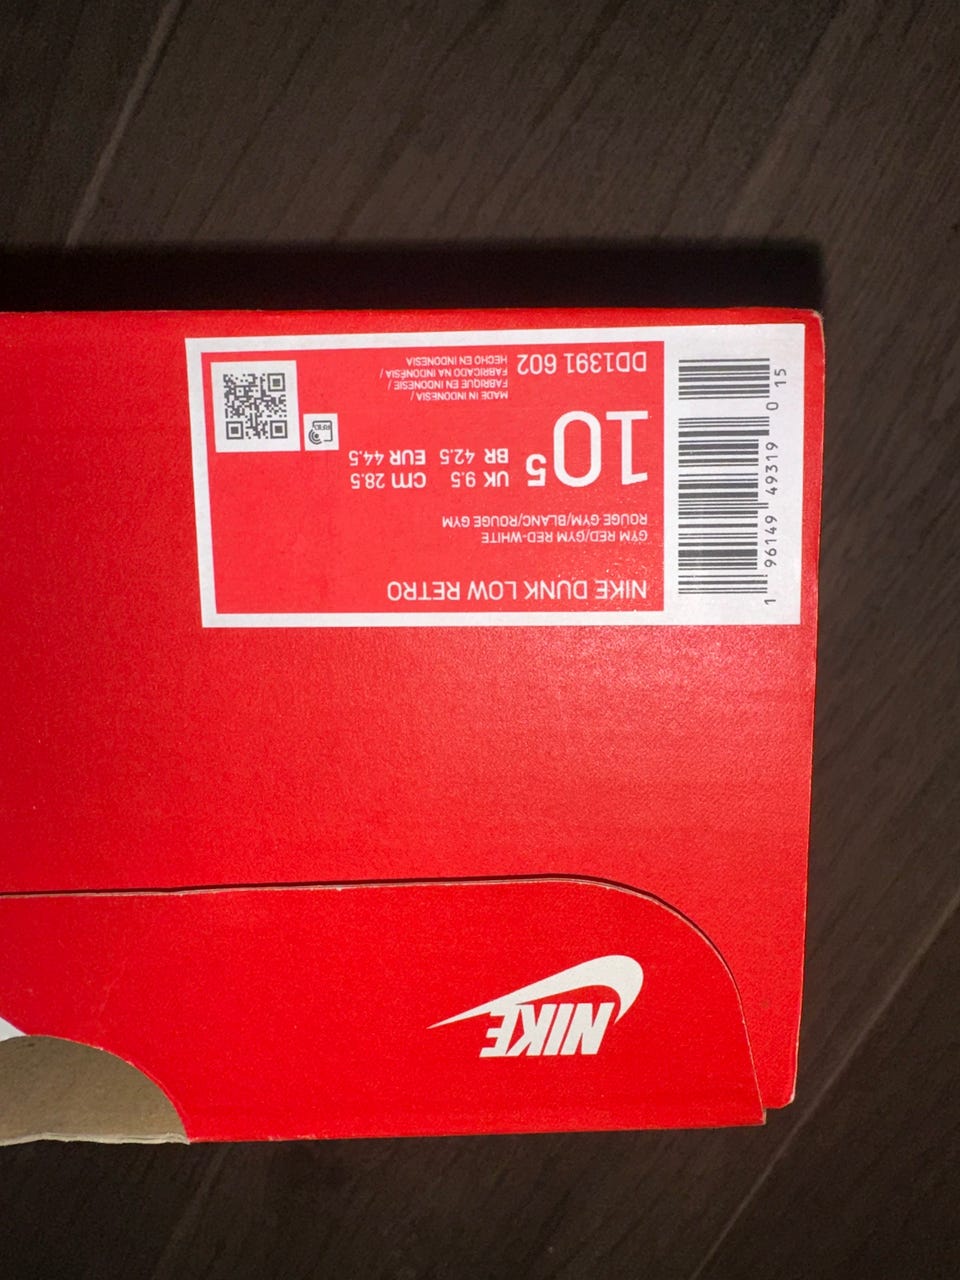 NIKE
NIKE DUNK LOW RETRO
GYM RED/GYM RED-WHITE
ROUGE GYM/BLANC/ROUGE GYM
10 5
UK 9.5 CM 28.5
BR 42.5 EUR 44.5
DD1391 602
MADE IN INDONESIA /
FABRIQUE EN INDONESIE /
FABRICADO NA INDONÉSIA /
HECHO EN INDONESIA
1 96149 49319 0 15